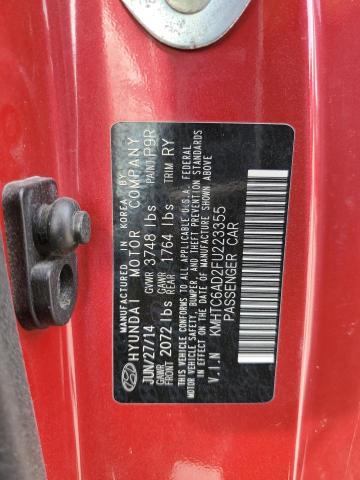 MANUFACTURED IN KOREA BY
HYUNDAI MOTOR COMPANY
JUN/27/14 GVWR 3748 lbs PAINT P9R
GAWR FRONT 2072 lbs GAWR REAR 1764 lbs TRIM RY
THIS VEHICLE CONFORMS TO ALL APPLICABLE U.S.A. FEDERAL
MOTOR VEHICLE SAFETY, BUMPER, AND THEFT PREVENTION STANDARDS
IN EFFECT ON THE DATE OF MANUFACTURE SHOWN ABOVE
V.I.N KMHTC6AD2FU223355
PASSENGER CAR